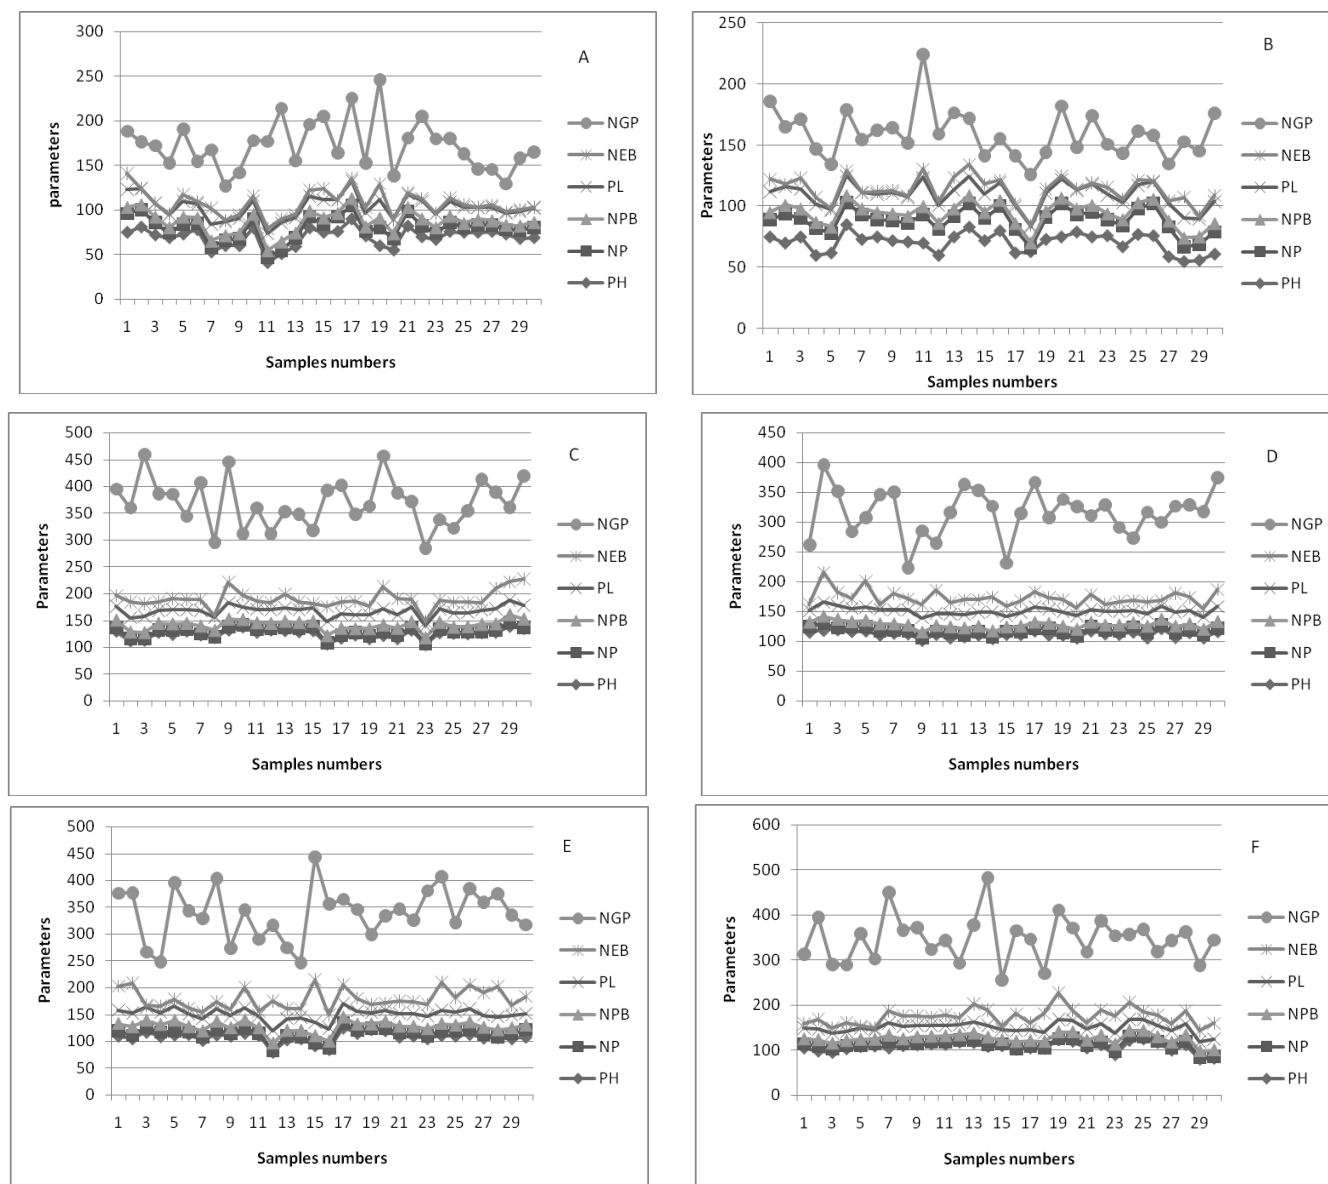 A
parameters
300
250
200
150
100
50
0
1 3 5 7 9 11 13 15 17 19 21 23 25 27 29
Samples numbers
NGP
NEB
PL
NPB
NP
PH
B
Parameters
250
200
150
100
50
0
1 3 5 7 9 11 13 15 17 19 21 23 25 27 29
Samples numbers
NGP
NEB
PL
NPB
NP
PH
C
Parameters
500
450
400
350
300
250
200
150
100
50
0
1 3 5 7 9 11 13 15 17 19 21 23 25 27 29
Samples numbers
NGP
NEB
PL
NPB
NP
PH
D
Parameters
450
400
350
300
250
200
150
100
50
0
1 3 5 7 9 11 13 15 17 19 21 23 25 27 29
Samples numbers
NGP
NEB
PL
NPB
NP
PH
E
Parameters
500
450
400
350
300
250
200
150
100
50
0
1 3 5 7 9 11 13 15 17 19 21 23 25 27 29
Samples numbers
NGP
NEB
PL
NPB
NP
PH
F
Parameters
600
500
400
300
200
100
0
1 3 5 7 9 11 13 15 17 19 21 23 25 27 29
Samples numbers
NGP
NEB
PL
NPB
NP
PH